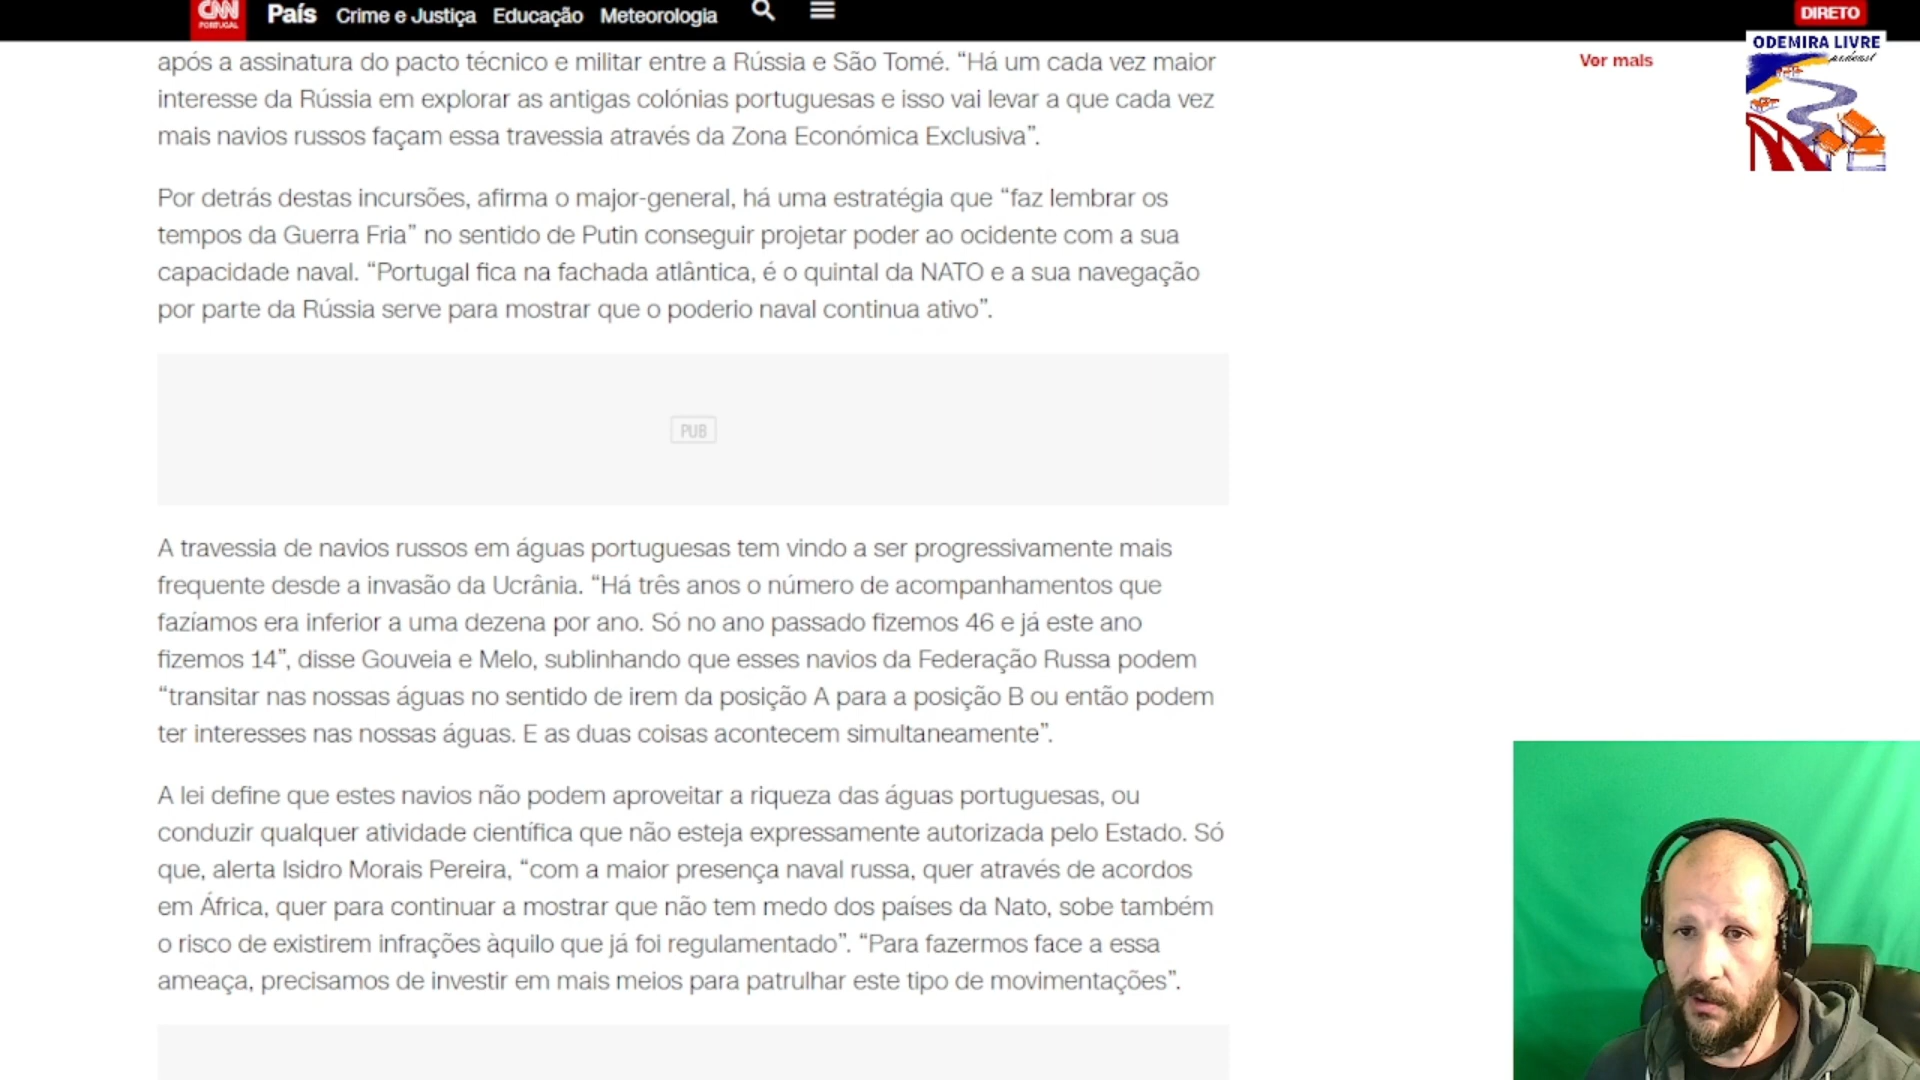 CNN
PORTUGAL
País
Crime e Justiça
Educação
Meteorologia
DIRETO
ODEMIRA LIVRE
podcast
Ver mais
após a assinatura do pacto técnico e militar entre a Rússia e São Tomé. “Há um cada vez maior
interesse da Rússia em explorar as antigas colónias portuguesas e isso vai levar a que cada vez
mais navios russos façam essa travessia através da Zona Económica Exclusiva”.
Por detrás destas incursões, afirma o major-general, há uma estratégia que “faz lembrar os
tempos da Guerra Fria” no sentido de Putin conseguir projetar poder ao ocidente com a sua
capacidade naval. “Portugal fica na fachada atlântica, é o quintal da NATO e a sua navegação
por parte da Rússia serve para mostrar que o poderio naval continua ativo”.
PUB
A travessia de navios russos em águas portuguesas tem vindo a ser progressivamente mais
frequente desde a invasão da Ucrânia. “Há três anos o número de acompanhamentos que
fazíamos era inferior a uma dezena por ano. Só no ano passado fizemos 46 e já este ano
fizemos 14”, disse Gouveia e Melo, sublinhando que esses navios da Federação Russa podem
“transitar nas nossas águas no sentido de irem da posição A para a posição B ou então podem
ter interesses nas nossas águas. E as duas coisas acontecem simultaneamente”.
A lei define que estes navios não podem aproveitar a riqueza das águas portuguesas, ou
conduzir qualquer atividade científica que não esteja expressamente autorizada pelo Estado. Só
que, alerta Isidro Morais Pereira, “com a maior presença naval russa, quer através de acordos
em África, quer para continuar a mostrar que não tem medo dos países da Nato, sobe também
o risco de existirem infrações àquilo que já foi regulamentado”. “Para fazermos face a essa
ameaça, precisamos de investir em mais meios para patrulhar este tipo de movimentações”.